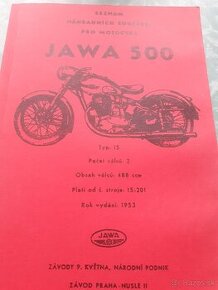 SEZNAM
NÁHRADNÍCH SOUČÁSTÍ
PRO MOTOCYKL
JAWA 500
Typ: 15
Počet válců: 2
Obsah válců: 488 ccm
Platí od č. stroje: 15-201
Rok vydání: 1953
JAWA
ZÁVODY 9. KVĚTNA, NÁRODNÍ PODNIK
ZÁVOD PRAHA-NUSLE II